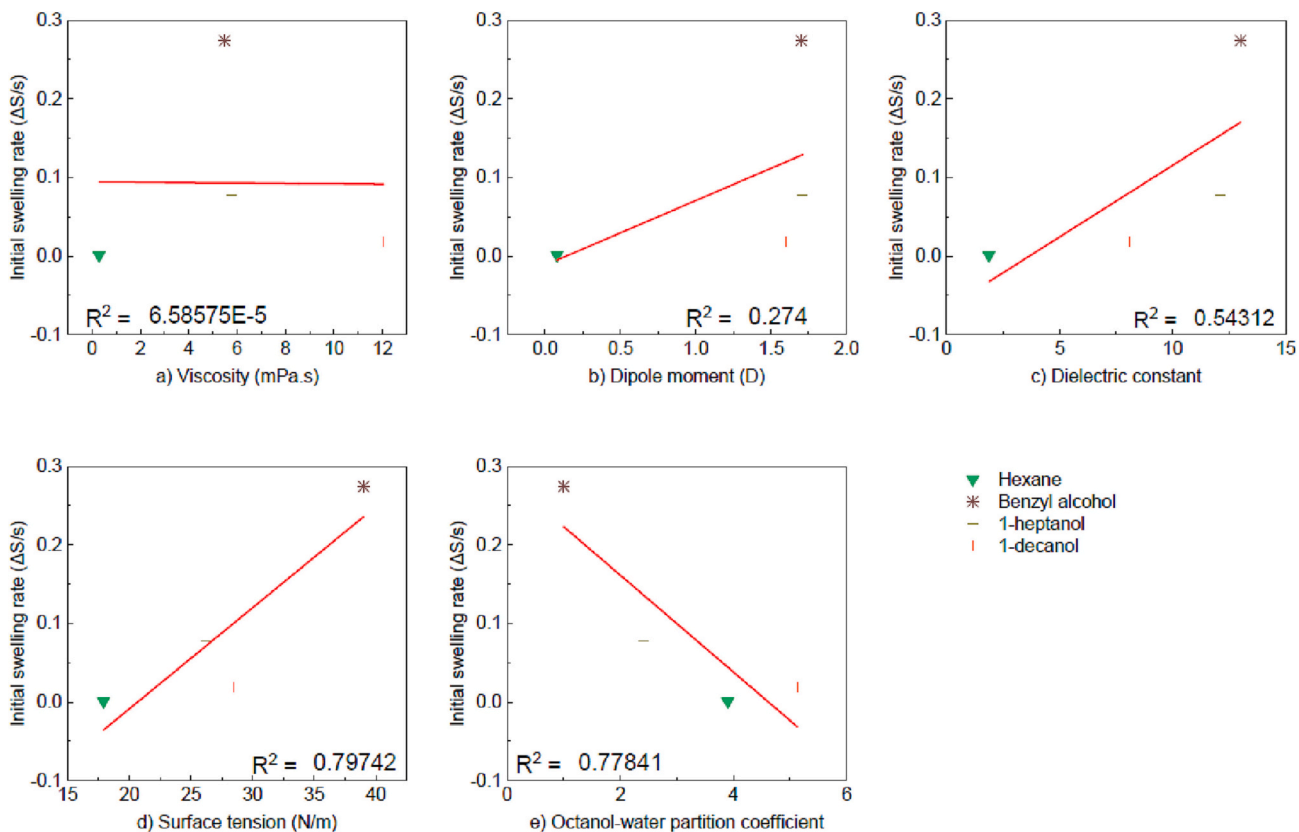 0.3
0.2
0.1
0.0
-0.1
Initial swelling rate (ΔS/s)
R² = 6.58575E-5
0 2 4 6 8 10 12
a) Viscosity (mPa.s)
0.3
0.2
0.1
0.0
-0.1
Initial swelling rate (ΔS/s)
R² = 0.274
0.0 0.5 1.0 1.5 2.0
b) Dipole moment (D)
0.3
0.2
0.1
0.0
-0.1
Initial swelling rate (ΔS/s)
R² = 0.54312
0 5 10 15
c) Dielectric constant
0.3
0.2
0.1
0.0
-0.1
Initial swelling rate (ΔS/s)
R² = 0.79742
15 20 25 30 35 40
d) Surface tension (N/m)
0.3
0.2
0.1
0.0
-0.1
Initial swelling rate (ΔS/s)
R² = 0.77841
0 2 4 6
e) Octanol-water partition coefficient
Hexane
Benzyl alcohol
1-heptanol
1-decanol